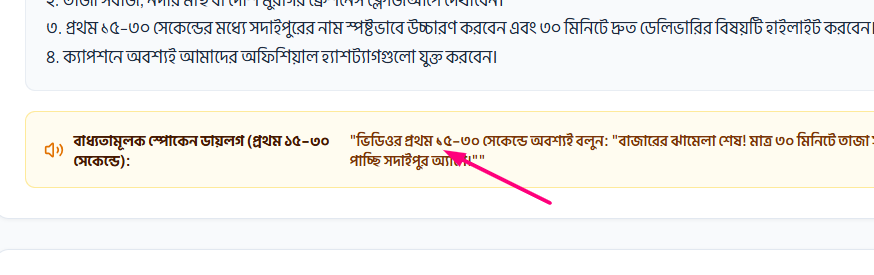 ২. তাজা সবজি, নদীর মাছ বা দেশি মুরগির ফ্রেশনেস ক্লোজআপে দেখাবেন।
৩. প্রথম ১৫-৩০ সেকেন্ডের মধ্যে সদাইপুরের নাম স্পষ্টভাবে উচ্চারণ করবেন এবং ৩০ মিনিটে দ্রুত ডেলিভারির বিষয়টি হাইলাইট করবেন।
৪. ক্যাপশনে অবশ্যই আমাদের অফিশিয়াল হ্যাশট্যাগগুলো যুক্ত করবেন।
বাধ্যতামূলক স্পোকেন ডায়লগ (প্রথম ১৫-৩০ সেকেন্ডে):
"ভিডিওর প্রথম ১৫-৩০ সেকেন্ডে অবশ্যই বলুন: "বাজারের ঝামেলা শেষ! মাত্র ৩০ মিনিটে তাজা
পাচ্ছি সদাইপুর